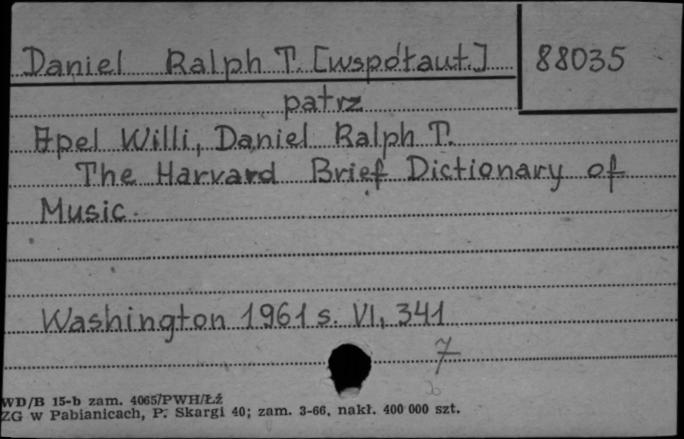 Daniel Ralph T. [współaut.] 88035
patrz
Apel Willi, Daniel Ralph T.
The Harvard Brief Dictionary of
Music.
Washington 1961 s. VI, 341
7
WD/B 15-b zam. 4065/PWH/Łź
ZG w Pabianicach, P. Skargi 40; zam. 3-66. nakł. 400 000 szt.